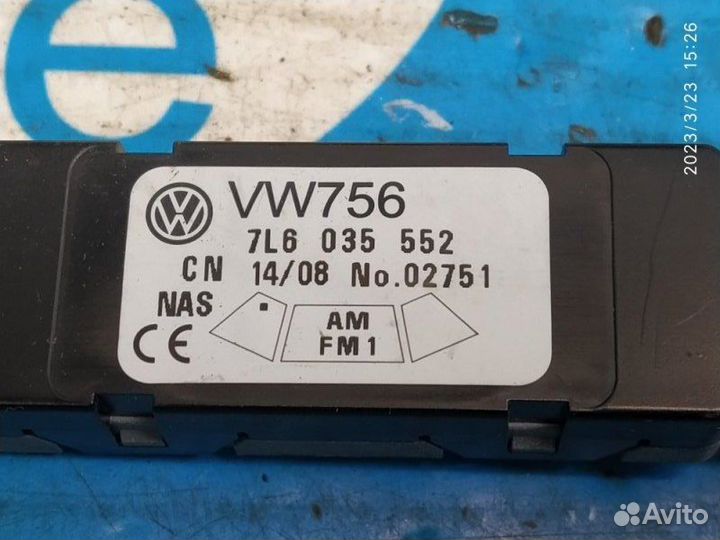 e
2023/3/23 15:26
VW756
7L6 035 552
CN 14/08 No.02751
NAS
AM
FM1
CE
Avito